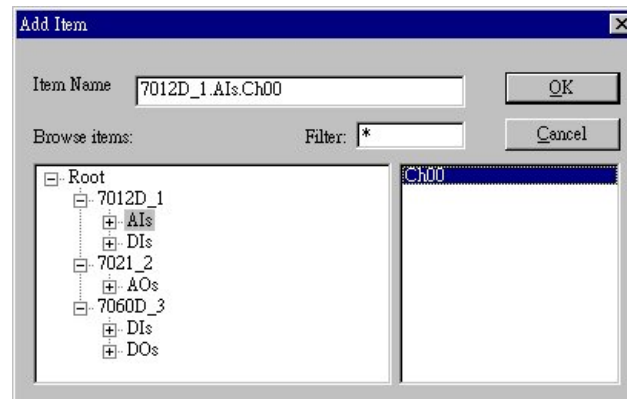 Add Item
Item Name 7012D_1.AIs.Ch00 OK
Browse items: Filter: * Cancel
Root Ch00
7012D_1
AIs
DIs
7021_2
AOs
7060D_3
DIs
DOs